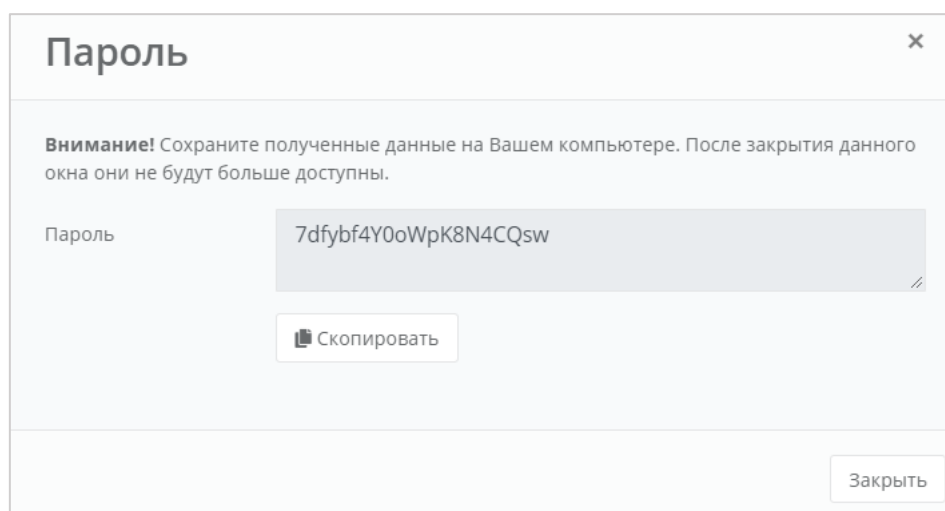 Пароль
×
Внимание! Сохраните полученные данные на Вашем компьютере. После закрытия данного
окна они не будут больше доступны.
Пароль
7dfybf4Y0oWpK8N4CQsw
Скопировать
Закрыть